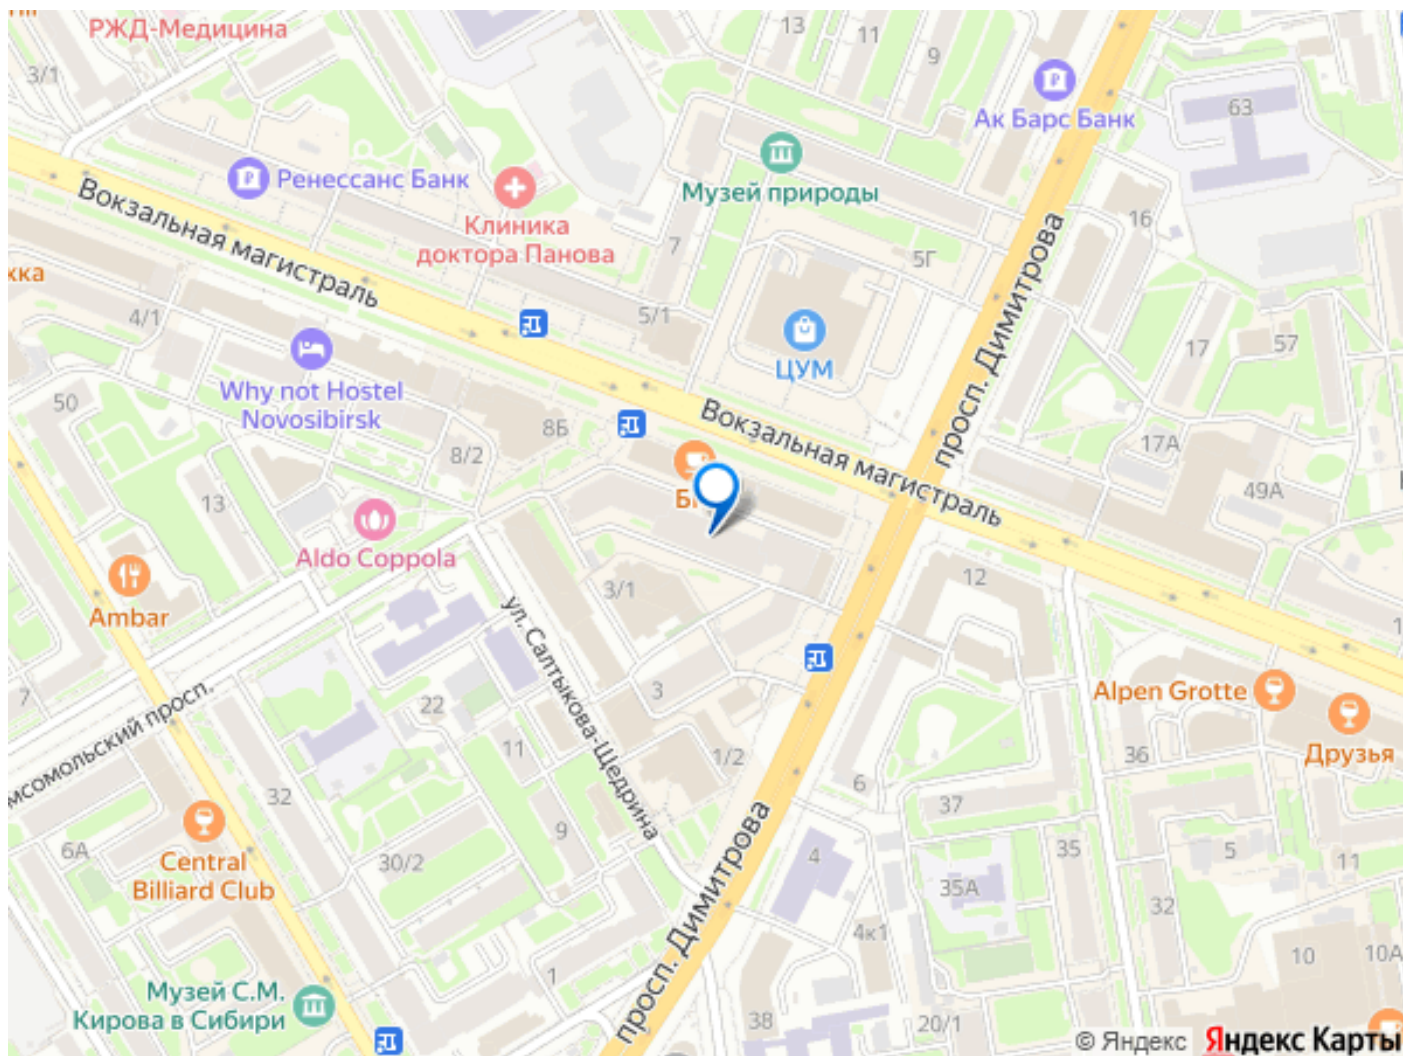 РЖД-Медицина
3/1
13
11
9
Ак Барс Банк
63
Ренессанс Банк
Музей природы
Клиника
доктора Панова
Вокзальная магистраль
7
5Г
16
просп. Димитрова
хка
4/1
5/1
ЦУМ
17
57
Why not Hostel
Novosibirsk
50
8Б
8/2
Вокзальная магистраль
17А
49А
13
Aldo Coppola
Ambar
3/1
12
ул. Салтыкова-Щедрина
7
мсомольский просп.
22
3
11
1/2
6
Alpen Grotte
Друзья
36
37
32
9
6А
30/2
Central
Billiard Club
4
35
5
11
35А
32
просп. Димитрова
4к1
1
10
10А
Музей С.М.
Кирова в Сибири
38
20/1
© Яндекс Яндекс Карты